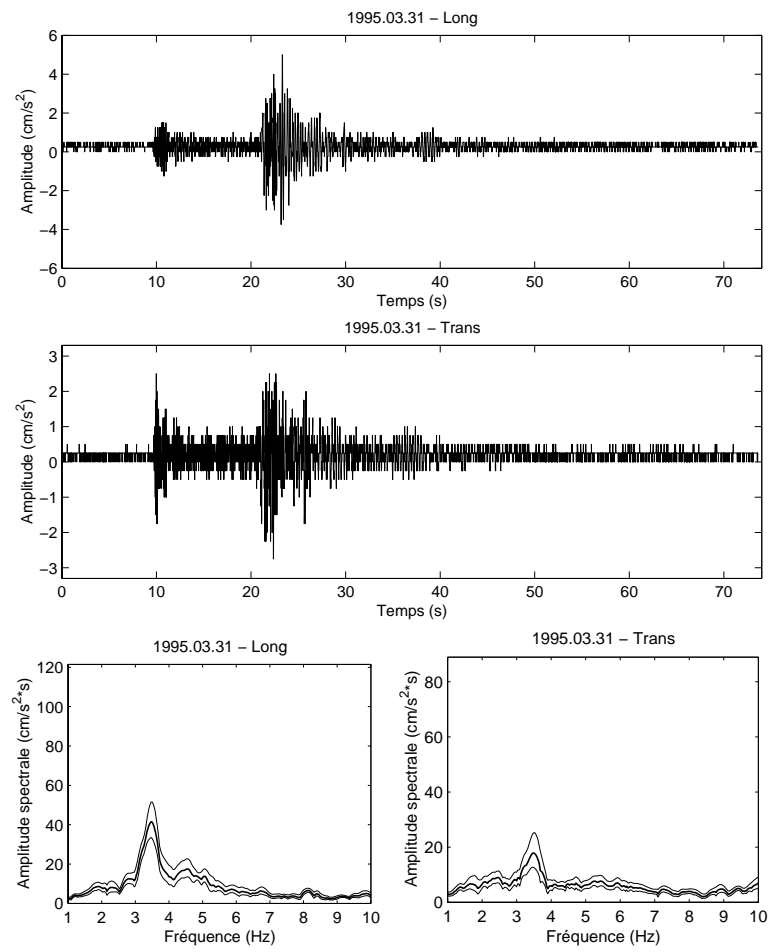 1995.03.31 – Long
6
4
2
0
−2
−4
−6
Amplitude (cm/s²)
0 10 20 30 40 50 60 70
Temps (s)
1995.03.31 – Trans
3
2
1
0
−1
−2
−3
Amplitude (cm/s²)
0 10 20 30 40 50 60 70
Temps (s)
1995.03.31 – Long
120
100
80
60
40
20
0
Amplitude spectrale (cm/s²*s)
1 2 3 4 5 6 7 8 9 10
Fréquence (Hz)
1995.03.31 – Trans
80
60
40
20
0
Amplitude spectrale (cm/s²*s)
1 2 3 4 5 6 7 8 9 10
Fréquence (Hz)